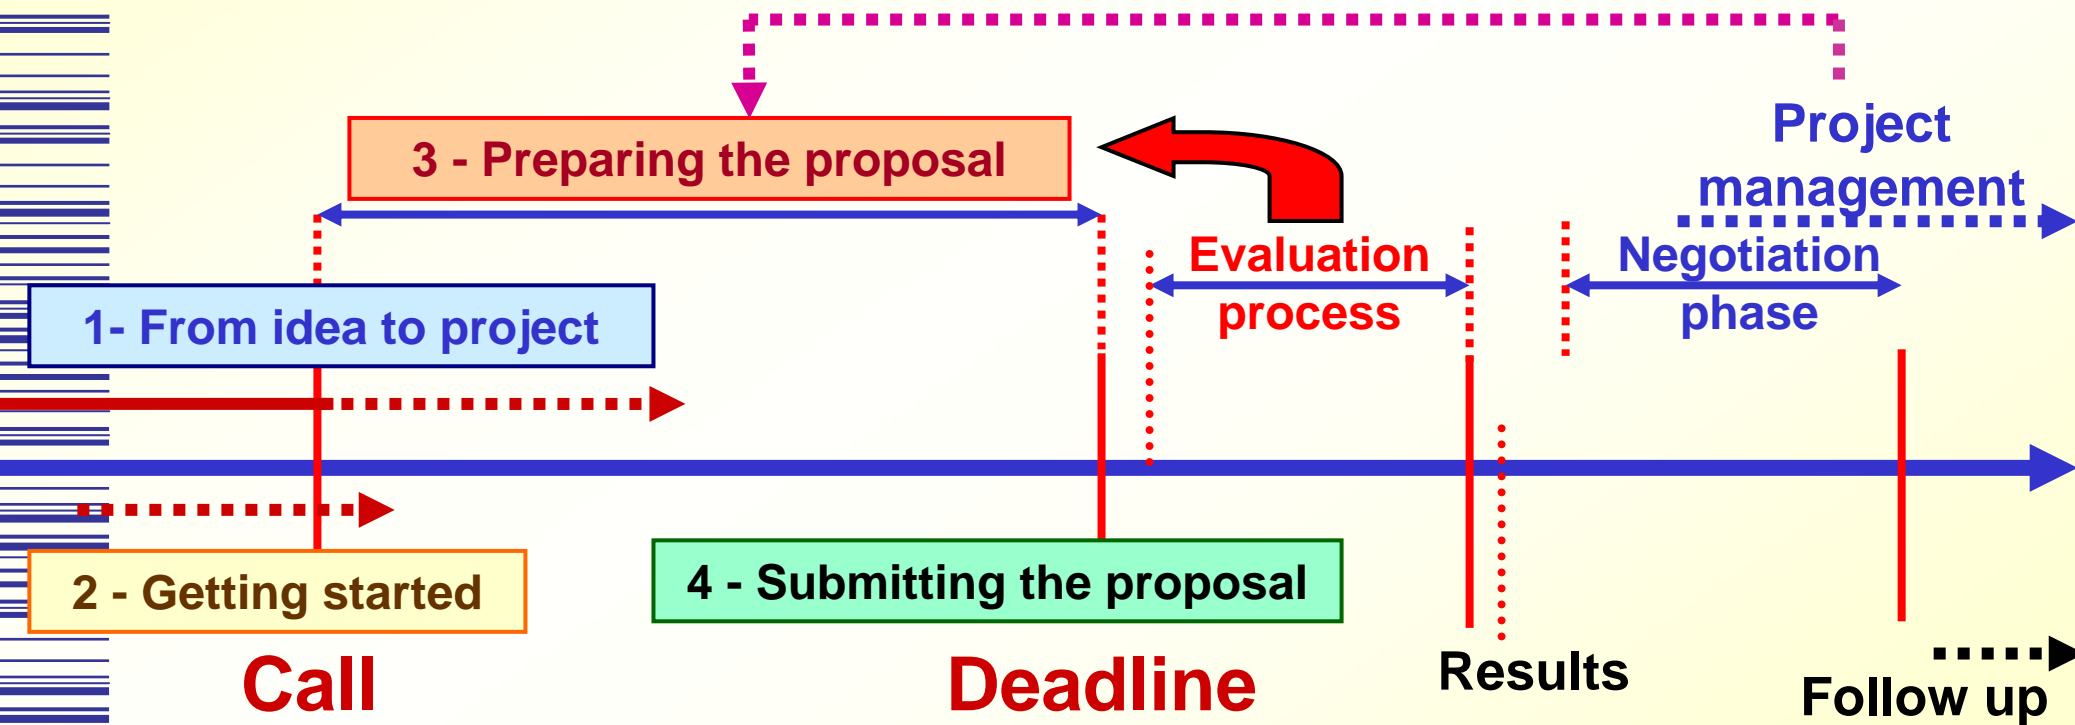 Project
management
3 - Preparing the proposal
Evaluation
process
Negotiation
phase
1- From idea to project
2 - Getting started
4 - Submitting the proposal
Call
Deadline
Results
Follow up